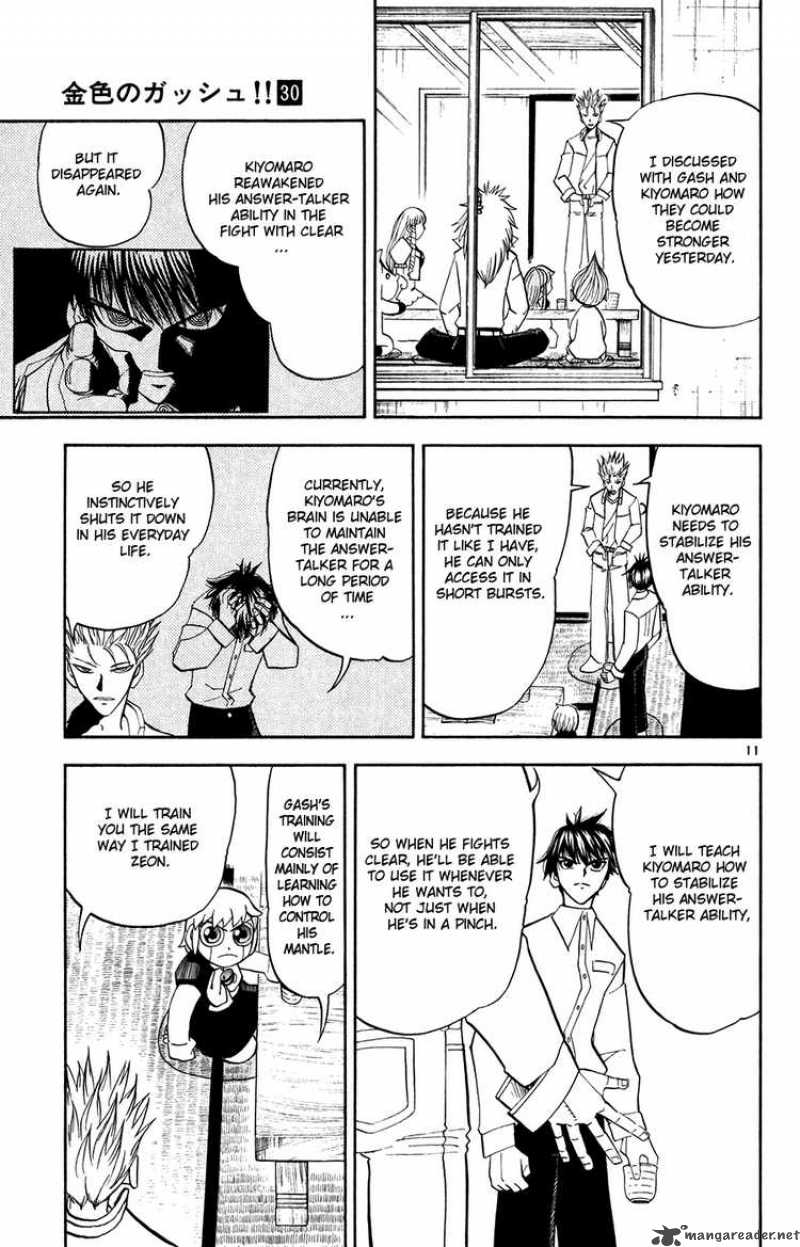 I DISCUSSED
WITH GASH AND
KIYOMARO HOW
THEY COULD
BECOME
STRONGER
YESTERDAY.
金色のガッシュ!! 30
KIYOMARO
REAWAKENED
HIS ANSWER-TALKER
ABILITY IN THE
FIGHT WITH CLEAR
...
BUT IT
DISAPPEARED
AGAIN.
KIYOMARO
NEEDS TO
STABILIZE HIS
ANSWER-
TALKER
ABILITY.
BECAUSE HE
HASN'T TRAINED
IT LIKE I HAVE,
HE CAN ONLY
ACCESS IT IN
SHORT BURSTS.
CURRENTLY,
KIYOMARO'S
BRAIN IS UNABLE
TO MAINTAIN
THE ANSWER-
TALKER FOR A
LONG PERIOD
OF TIME
...
SO HE
INSTINCTIVELY
SHUTS IT DOWN
IN HIS EVERYDAY
LIFE.
11
I WILL TEACH
KIYOMARO HOW
TO STABILIZE
HIS ANSWER-
TALKER ABILITY,
SO WHEN HE FIGHTS
CLEAR, HE'LL BE ABLE
TO USE IT WHENEVER
HE WANTS TO,
NOT JUST WHEN
HE'S IN A PINCH.
GASH'S
TRAINING
WILL
CONSIST
MAINLY OF
LEARNING
HOW TO
CONTROL
HIS
MANTLE.
I WILL TRAIN
YOU THE SAME
WAY I TRAINED
ZEON.
mangareader.net